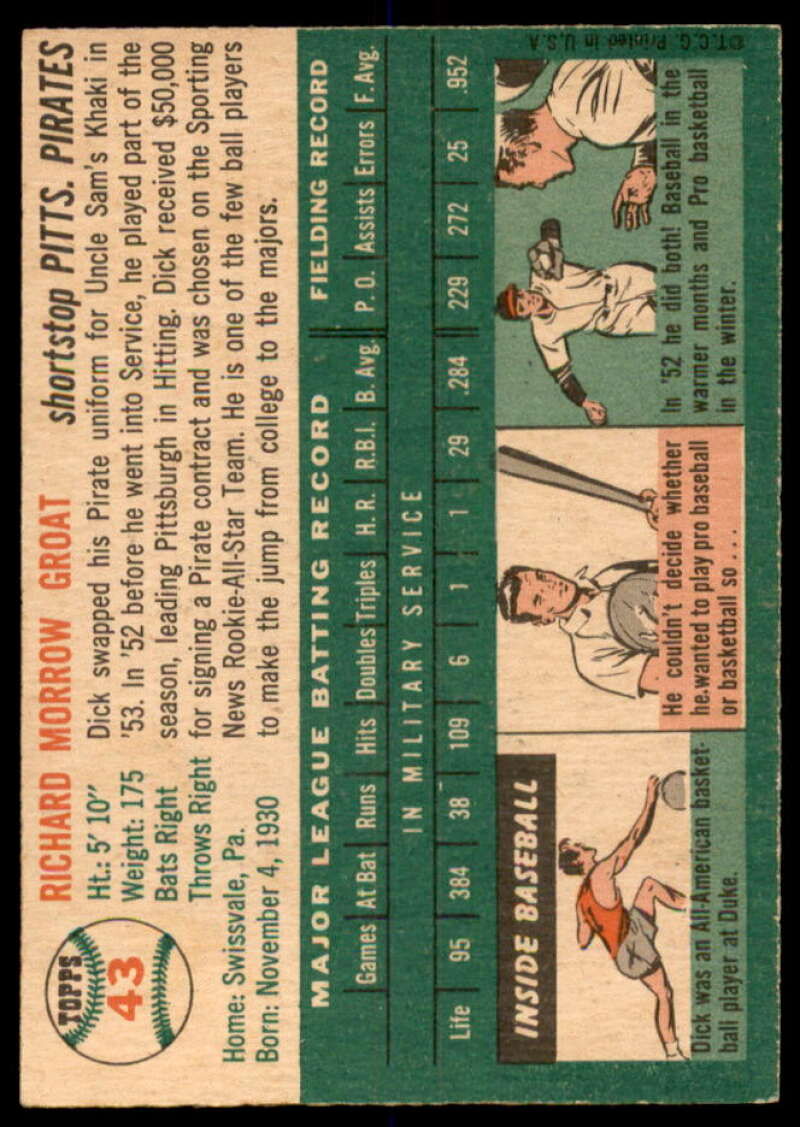 TOPPS
43
RICHARD MORROW GROAT
shortstop PITTS. PIRATES
Ht.: 5' 10"
Weight: 175
Bats Right
Throws Right
Home: Swissvale, Pa.
Born: November 4, 1930
Dick swapped his Pirate uniform for Uncle Sam's Khaki in
'53. In '52 before he went into Service, he played part of the
season, leading Pittsburgh in Hitting. Dick received $50,000
for signing a Pirate contract and was chosen on the Sporting
News Rookie-All-Star Team. He is one of the few ball players
to make the jump from college to the majors.
MAJOR LEAGUE BATTING RECORD FIELDING RECORD
Games At Bat Runs Hits Doubles Triples H. R. R.B.I. B. Avg. P. O. Assists Errors F. Avg.
IN MILITARY SERVICE
Life 95 384 38 109 6 1 1 29 .284 229 272 25 .952
INSIDE BASEBALL
Dick was an All-American basket-
ball player at Duke.
He couldn't decide whether
he.wanted to play pro baseball
or basketball so . . .
In '52 he did both! Baseball in the
warmer months and Pro basketball
in the winter.
©T.C.G. Printed in U.S.A